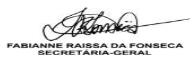 FABIANNE RAISSA DA FONSECA
SECRETÁRIA-GERAL